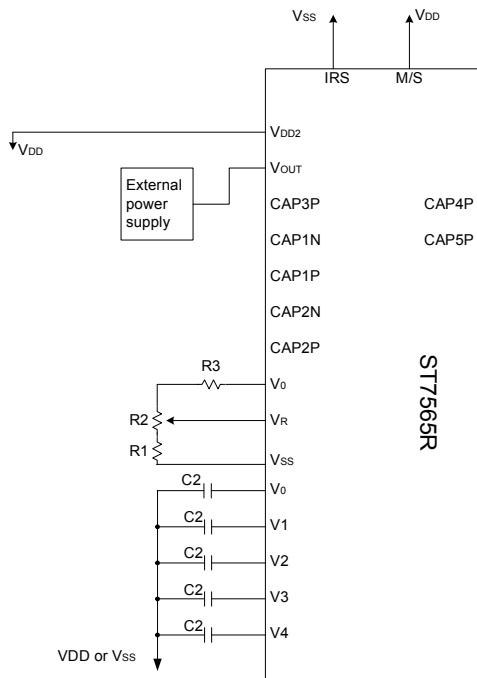 VSS
VDD
IRS
M/S
VDD2
VDD
VOUT
External
power
supply
CAP3P
CAP4P
CAP1N
CAP5P
CAP1P
CAP2N
CAP2P
ST7565R
R3
V0
R2
VR
R1
VSS
C2
V0
C2
V1
C2
V2
C2
V3
C2
V4
VDD or VSS